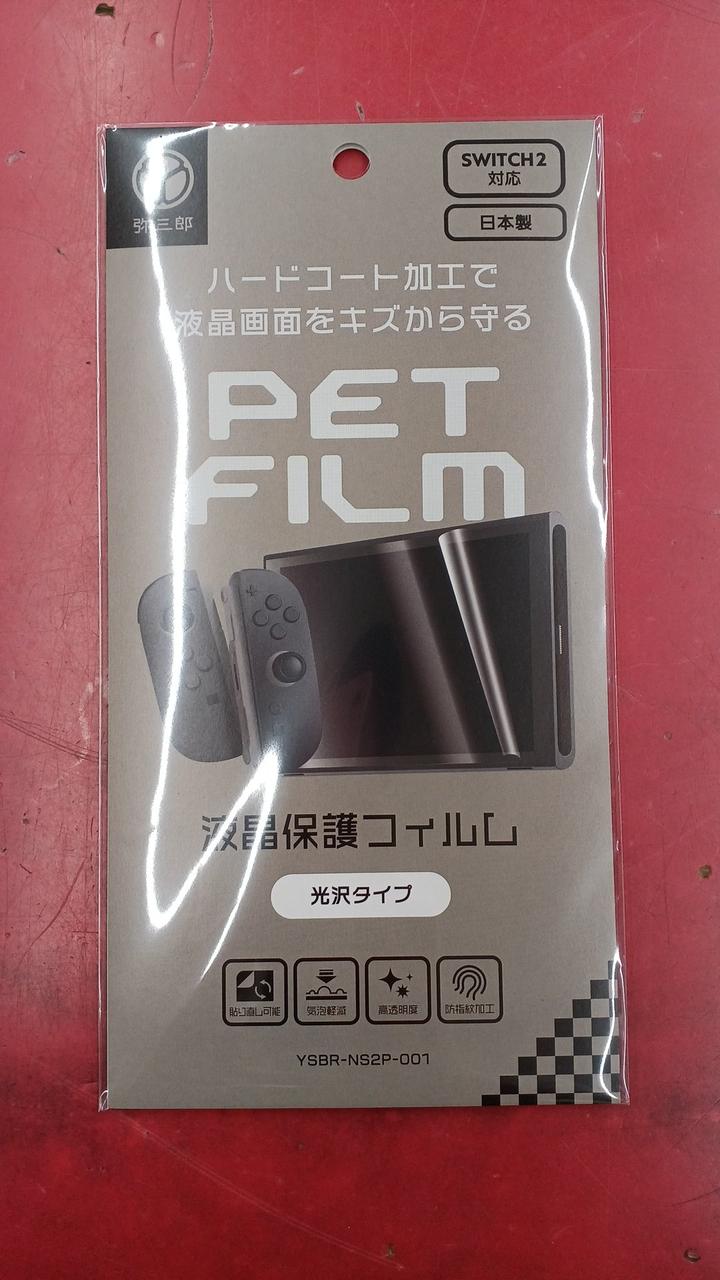 弥三郎
SWITCH2
対応
日本製
ハードコート加工で
液晶画面をキズから守る
PET
FILM
液晶保護フィルム
光沢タイプ
貼り直し可能
気泡軽減
高透明度
防指紋加工
YSBR-NS2P-001